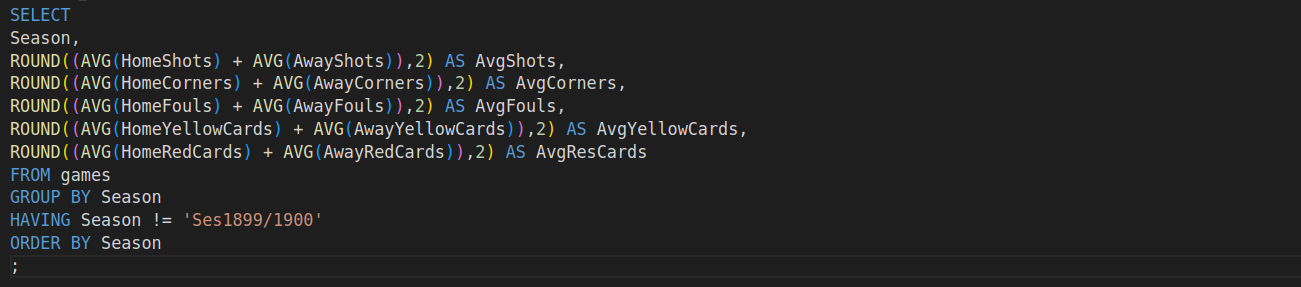 SELECT
Season,
ROUND((AVG(HomeShots) + AVG(AwayShots)),2) AS AvgShots,
ROUND((AVG(HomeCorners) + AVG(AwayCorners)),2) AS AvgCorners,
ROUND((AVG(HomeFouls) + AVG(AwayFouls)),2) AS AvgFouls,
ROUND((AVG(HomeYellowCards) + AVG(AwayYellowCards)),2) AS AvgYellowCards,
ROUND((AVG(HomeRedCards) + AVG(AwayRedCards)),2) AS AvgResCards
FROM games
GROUP BY Season
HAVING Season != 'Ses1899/1900'
ORDER BY Season
;